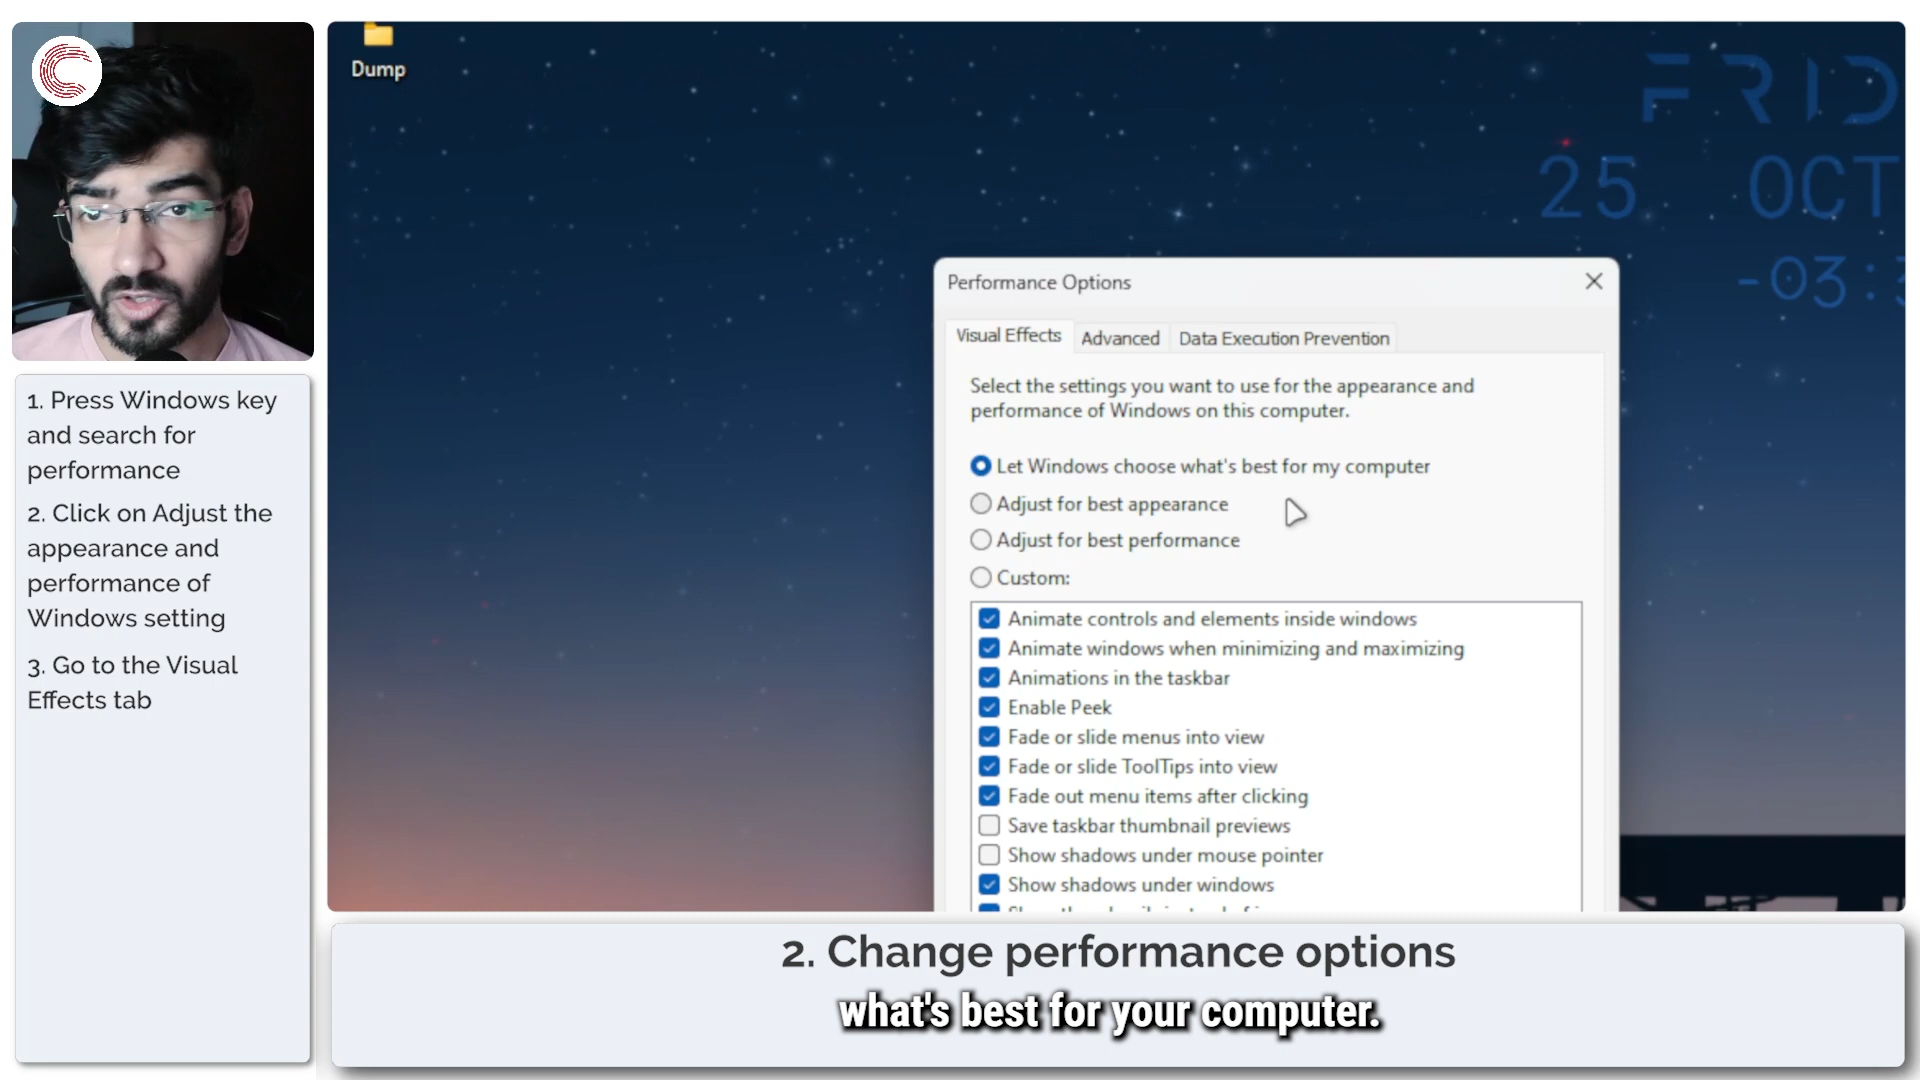 Dump
FRID
25 OCT
-03:3
1. Press Windows key
and search for
performance
2. Click on Adjust the
appearance and
performance of
Windows setting
3. Go to the Visual
Effects tab
Performance Options
Visual Effects
Advanced
Data Execution Prevention
Select the settings you want to use for the appearance and
performance of Windows on this computer.
Let Windows choose what's best for my computer
Adjust for best appearance
Adjust for best performance
Custom:
Animate controls and elements inside windows
Animate windows when minimizing and maximizing
Animations in the taskbar
Enable Peek
Fade or slide menus into view
Fade or slide ToolTips into view
Fade out menu items after clicking
Save taskbar thumbnail previews
Show shadows under mouse pointer
Show shadows under windows
2. Change performance options
what's best for your computer.